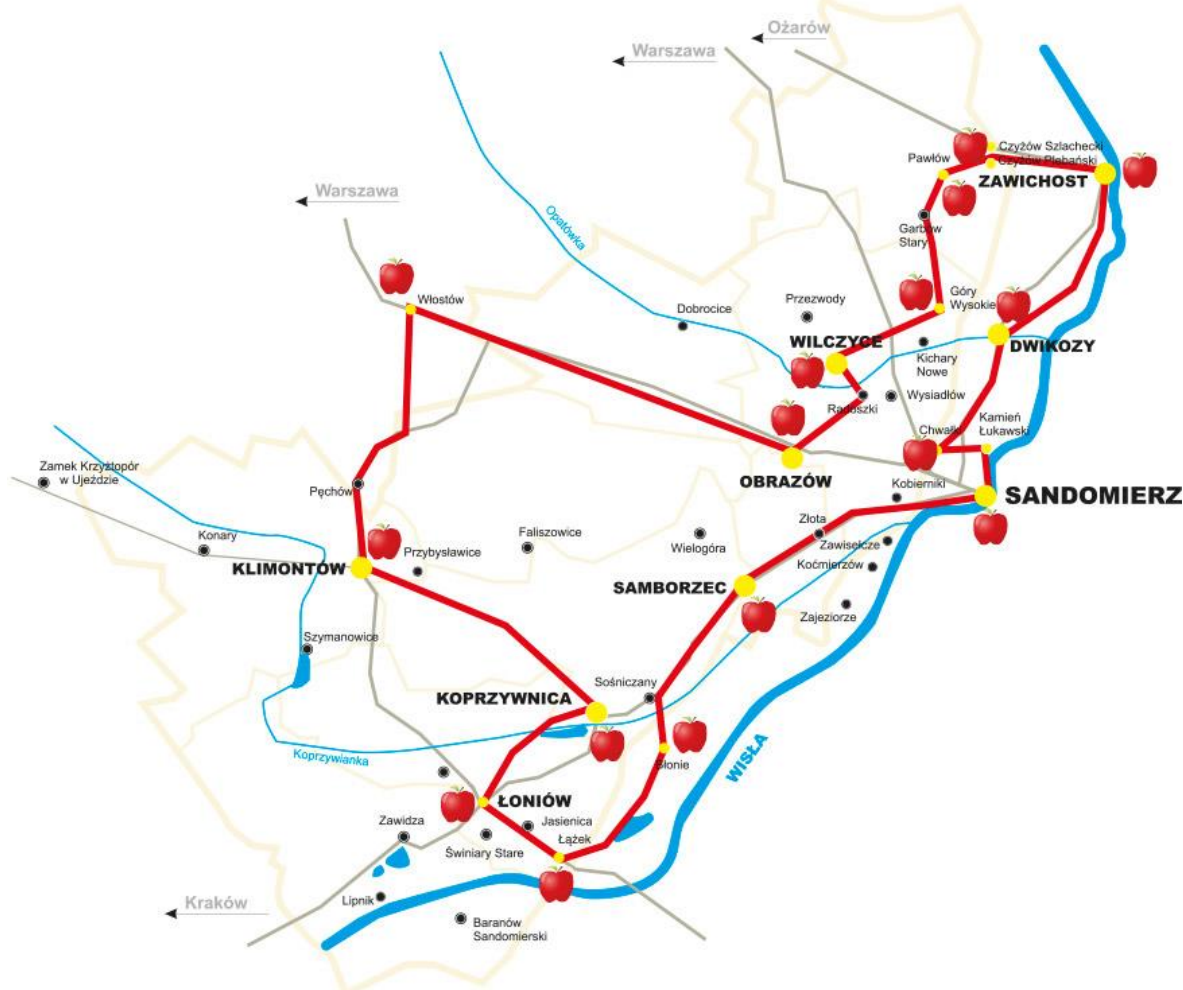 Ożarów
Warszawa
Czyżów Szlachecki
Czyżów Plebański
Pawłów
ZAWICHOST
Warszawa
Opatówka
Garbów
Stary
Włostów
Góry
Wysokie
Dobrocice
Przezwody
WILCZYCE
DWIKOZY
Kichary
Nowe
Radoszki
Wysiadłów
Kamień
Łukawski
Chwałki
Zamek Krzyżtopór
w Ujeździe
OBRAZÓW
Kobierniki
SANDOMIERZ
Pęchów
Złota
Konary
Faliszowice
Wielogóra
Zawisełcze
Przybysławice
KLIMONTÓW
Koćmierzów
SAMBORZEC
Zajeziorze
Szymanowice
Sośniczany
KOPRZYWNICA
WISŁA
Koprzywianka
Błonie
ŁONIÓW
Zawidza
Jasienica
Łążek
Świniary Stare
Kraków
Lipnik
Baranów
Sandomierski